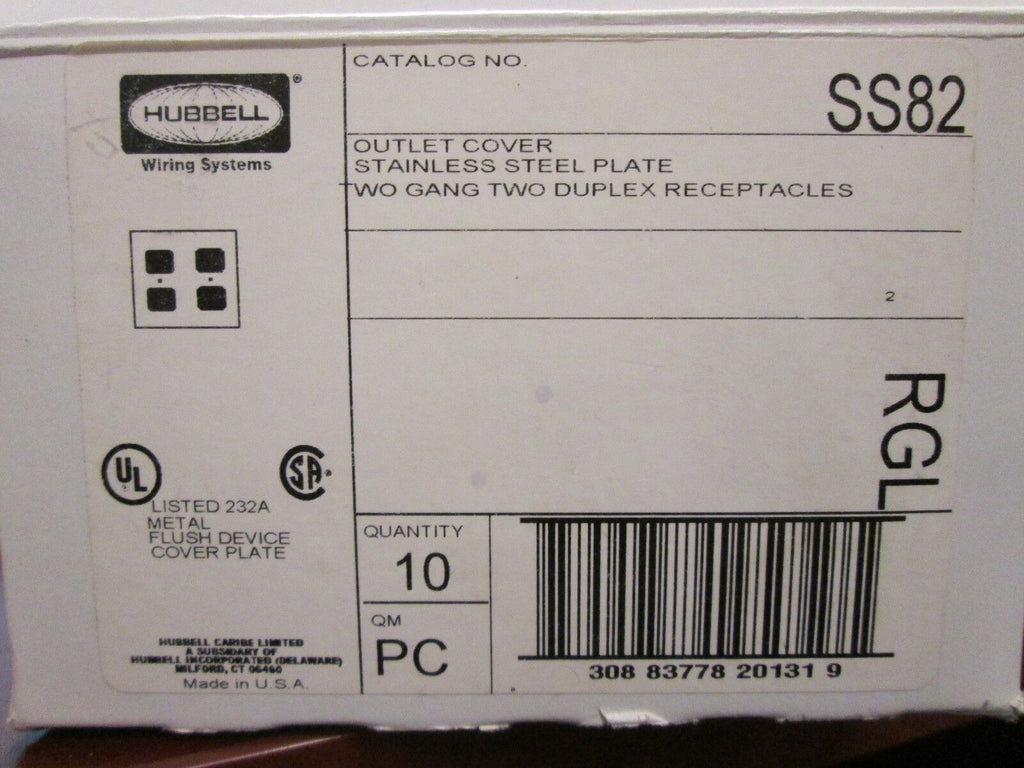 HUBBELL®
Wiring Systems
CATALOG NO.
SS82
OUTLET COVER
STAINLESS STEEL PLATE
TWO GANG TWO DUPLEX RECEPTACLES
2
RGL
UL
SA
LISTED 232A
METAL
FLUSH DEVICE
COVER PLATE
QUANTITY
10
QM
PC
308 83778 20131 9
HUBBELL CARIBE LIMITED
A SUBSIDARY OF
HUBBELL INCORPORATED (DELAWARE)
MILFORD, CT 06460
Made in U.S.A.